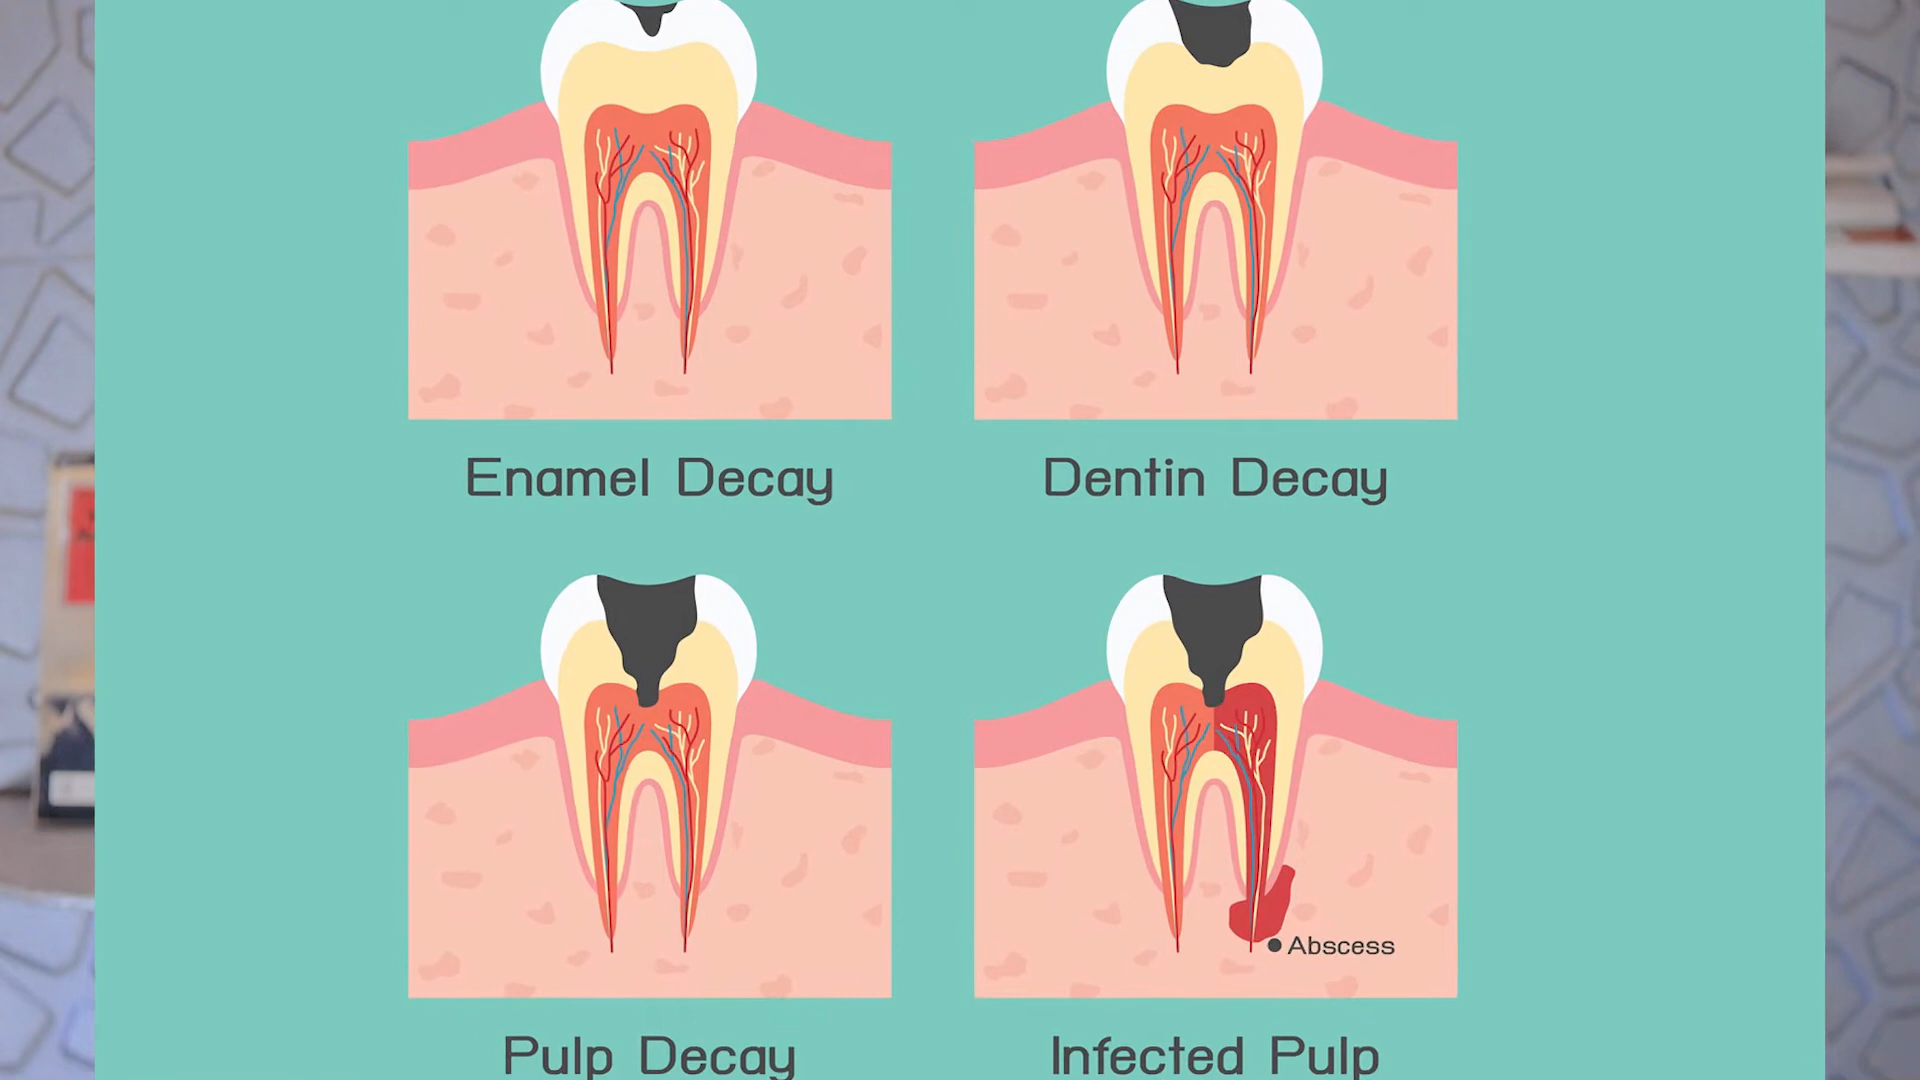 Enamel Decay
Dentin Decay
Pulp Decay
Abscess
Infected Pulp